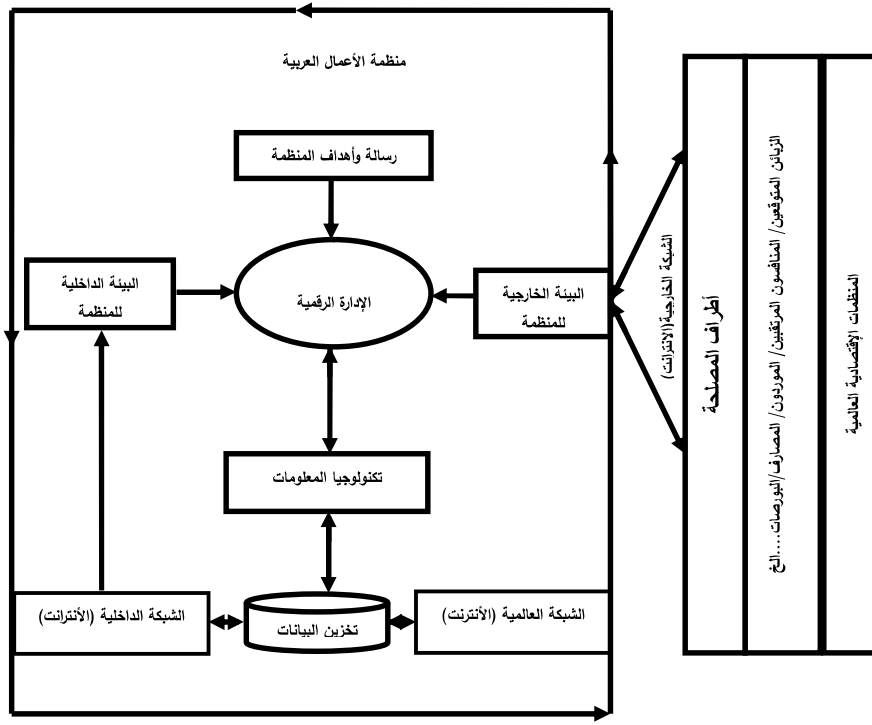 منظمة الأعمال العربية
رسالة وأهداف المنظمة
البيئة الخارجية
للمنظمة
الإدارة الرقمية
البيئة الداخلية
للمنظمة
تكنولوجيا المعلومات
الشبكة العالمية (الأنترنت)
تخزين البيانات
الشبكة الداخلية (الأنترانت)
الشبكة الخارجية(الانترانت)
أطراف المصلحة
الزبائن المتوقعين/ المنافسون المرتقبين/ الموردون/ المصارف/البورصات....الخ
المنظمات الإقتصادية العالمية